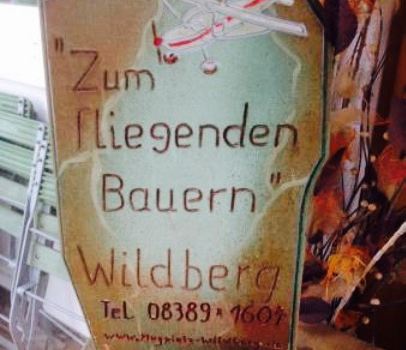 "Zum
fliegenden
Bauern"
Wildberg
Tel 08389